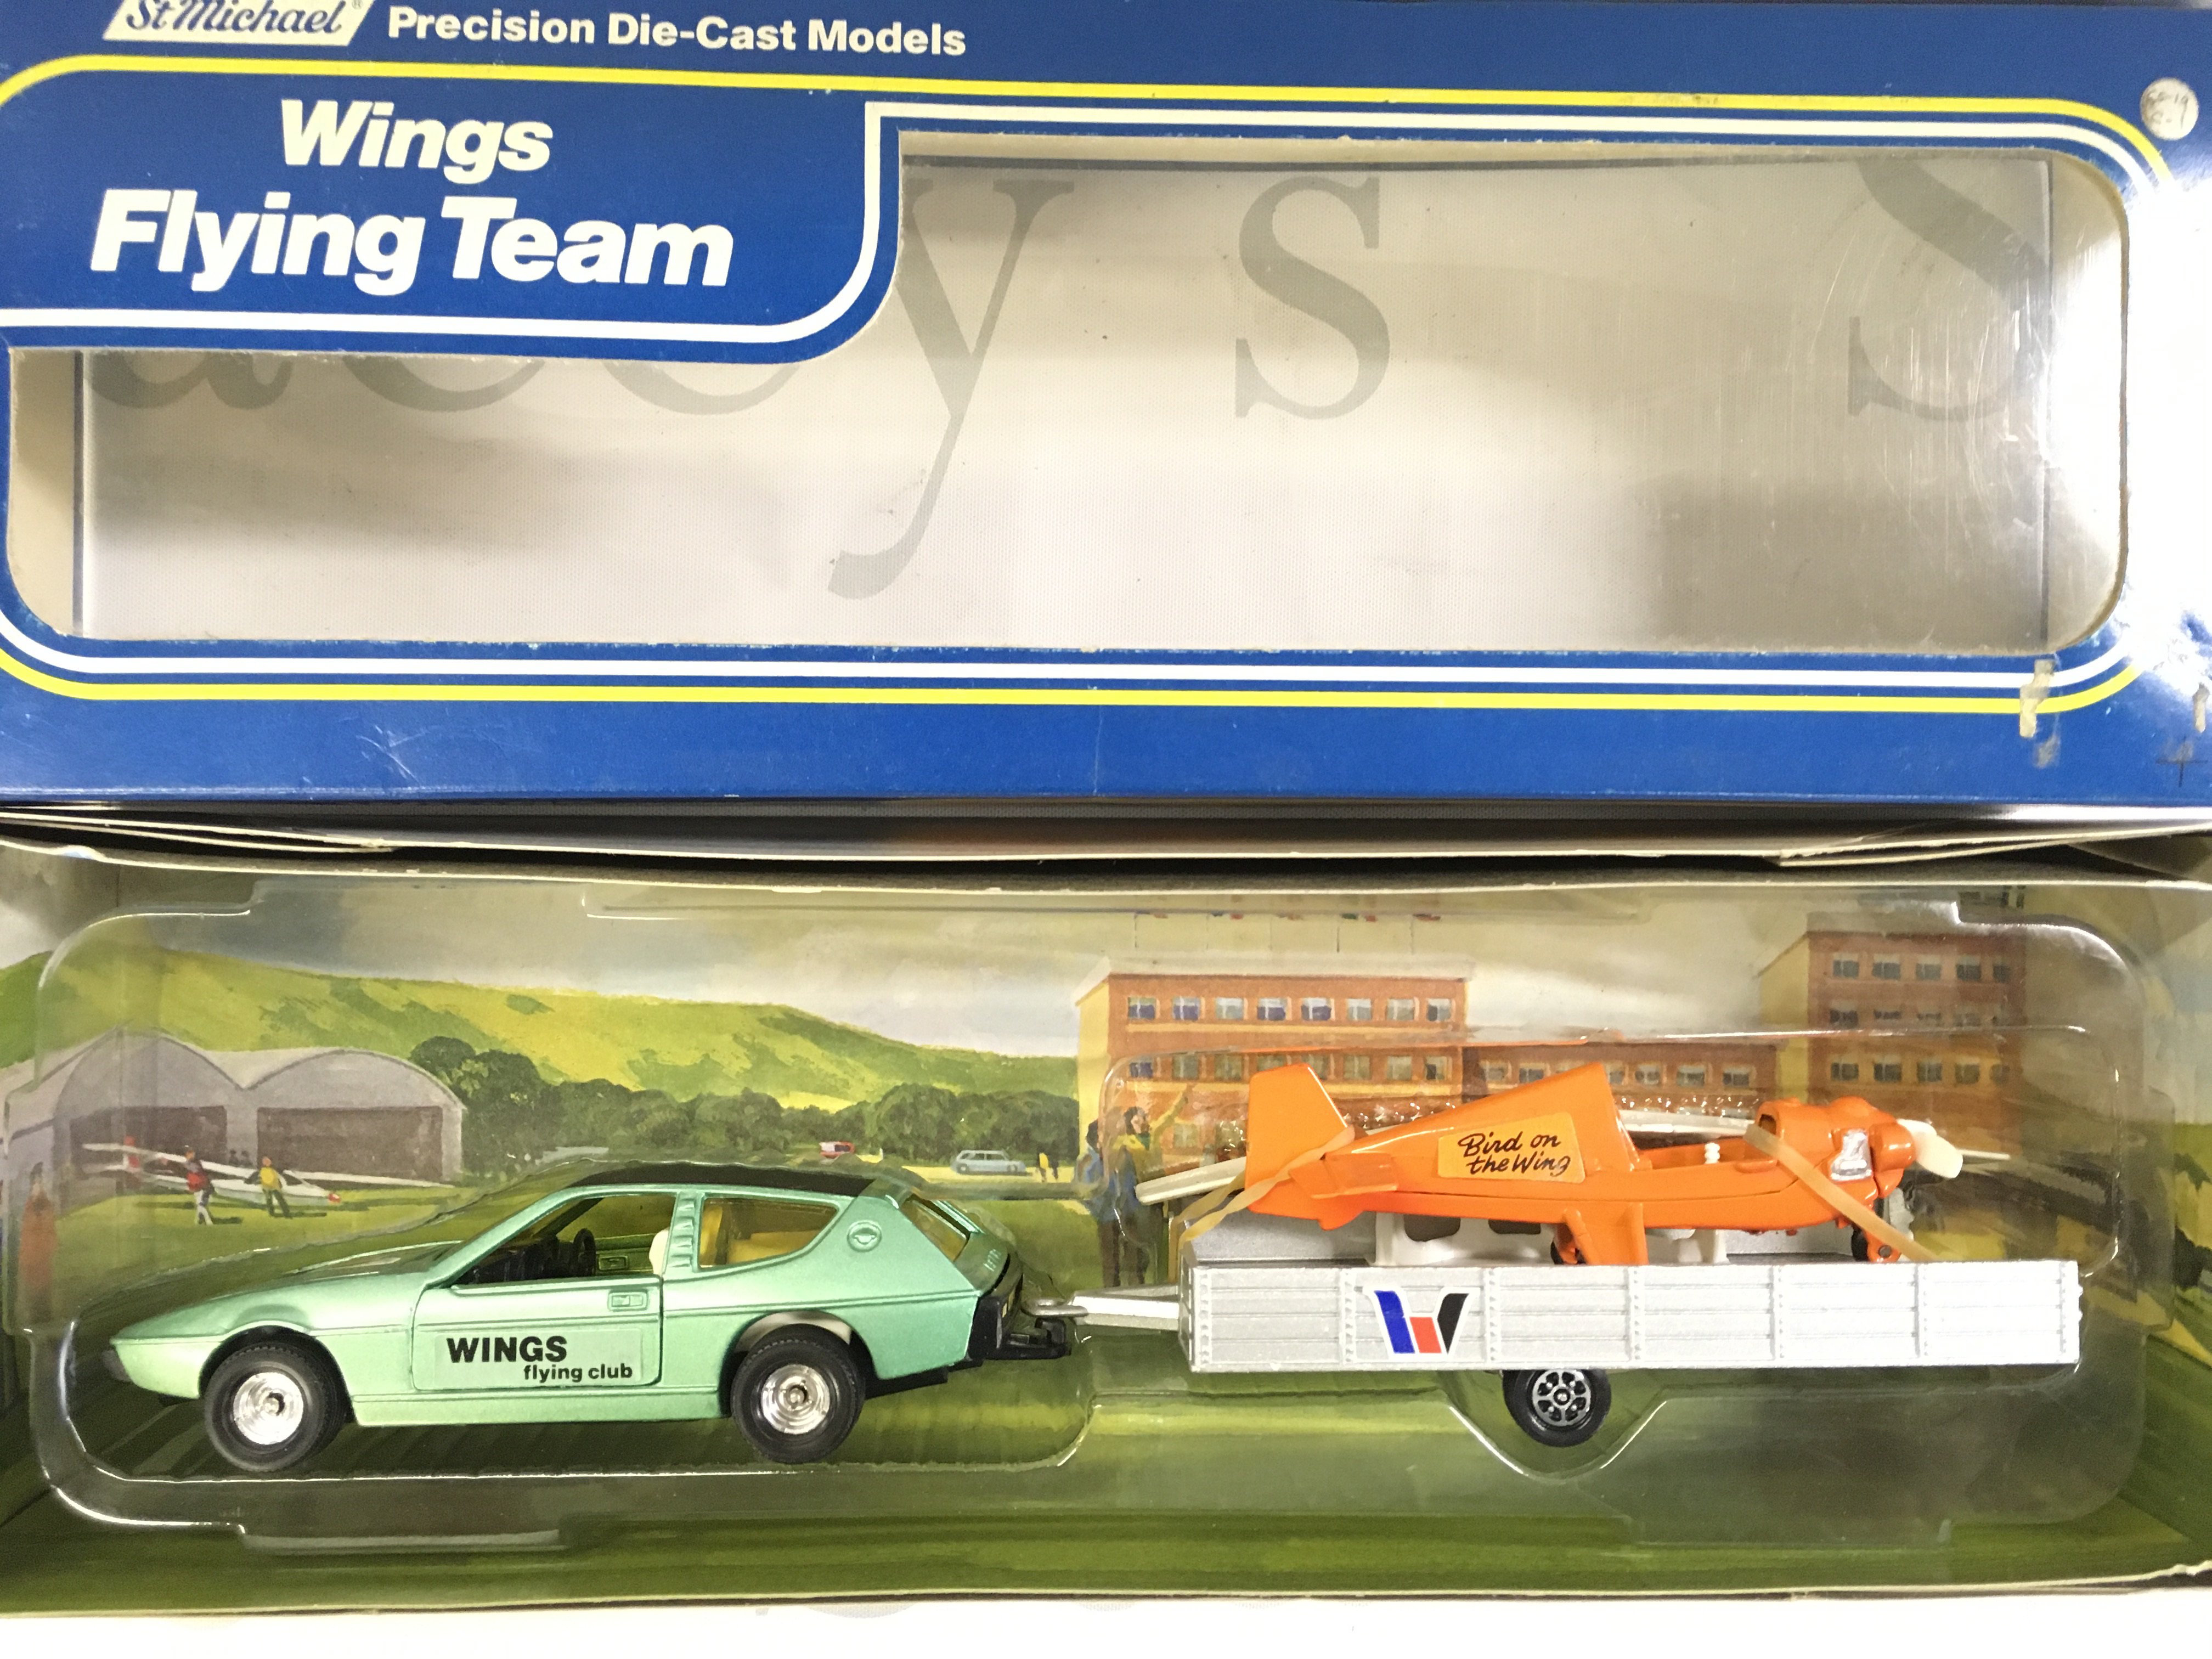 St Michael®
Precision Die-Cast Models
Wings
Flying Team
y s S
Bird on
the Wing
WINGS
flying club
W